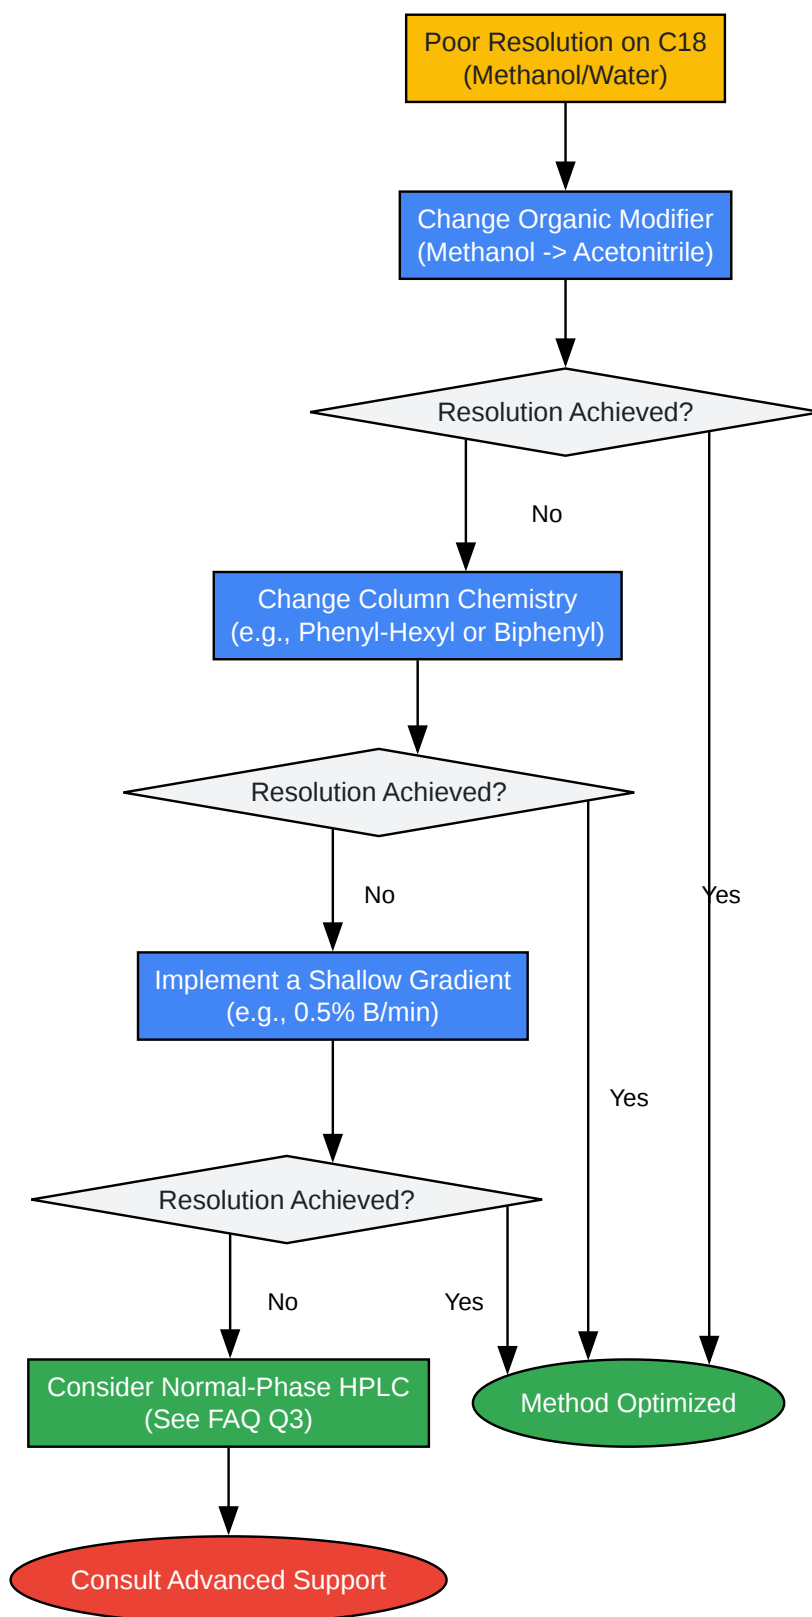 Poor Resolution on C18
(Methanol/Water)
Change Organic Modifier
(Methanol -> Acetonitrile)
Resolution Achieved?
No
Change Column Chemistry
(e.g., Phenyl-Hexyl or Biphenyl)
Resolution Achieved?
No
Yes
Implement a Shallow Gradient
(e.g., 0.5% B/min)
Yes
Resolution Achieved?
No
Yes
Consider Normal-Phase HPLC
(See FAQ Q3)
Method Optimized
Consult Advanced Support